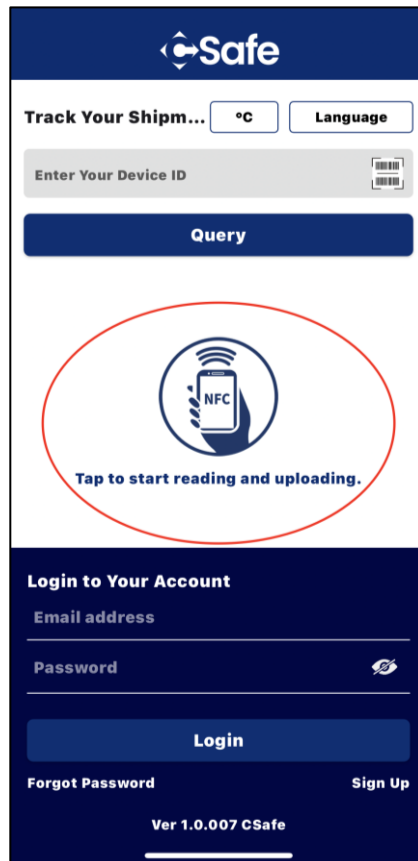 CSafe
Track Your Shipm... °C Language
Enter Your Device ID
Query
NFC
Tap to start reading and uploading.
Login to Your Account
Email address
Password
Login
Forgot Password Sign Up
Ver 1.0.007 CSafe